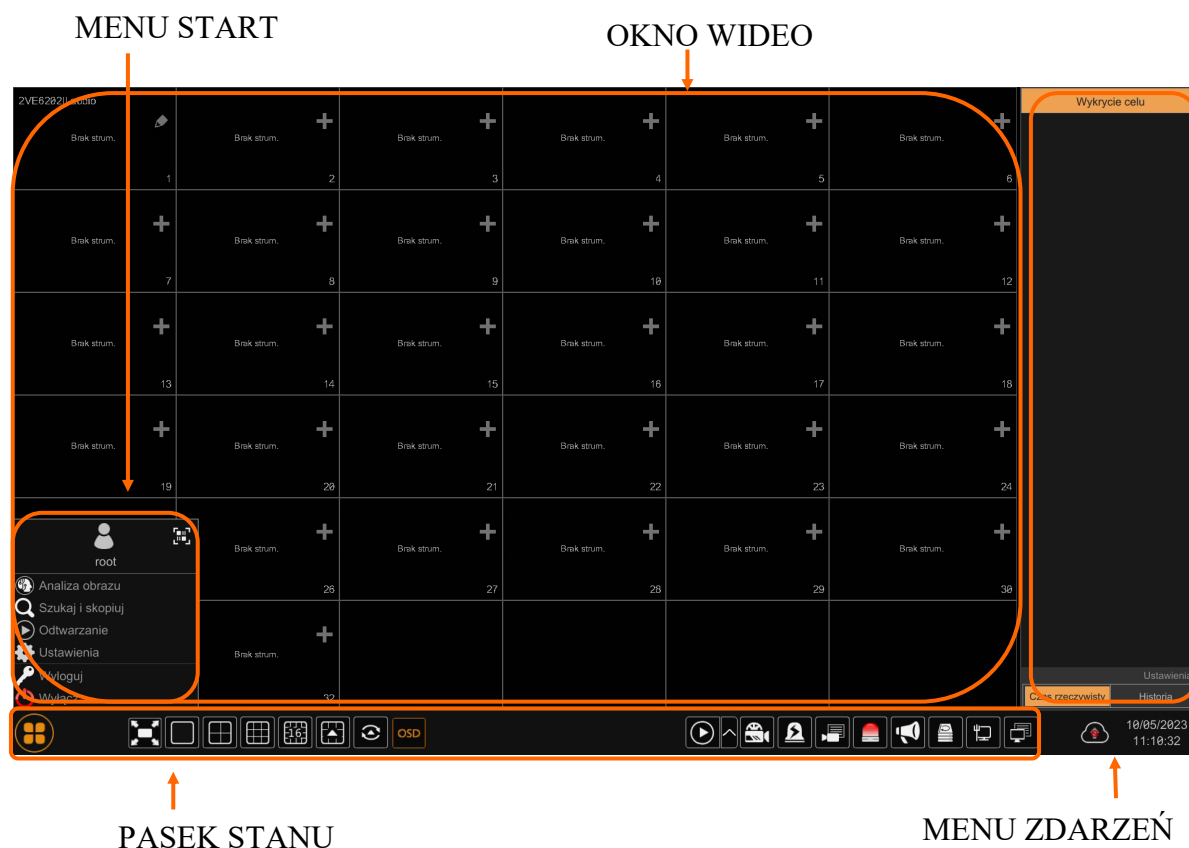 MENU START
OKNO WIDEO
Wykrycie celu
Brak strum.
1
Brak strum.
2
Brak strum.
3
Brak strum.
4
Brak strum.
5
Brak strum.
6
Brak strum.
7
Brak strum.
8
Brak strum.
9
Brak strum.
10
Brak strum.
11
Brak strum.
12
Brak strum.
13
Brak strum.
14
Brak strum.
15
Brak strum.
16
Brak strum.
17
Brak strum.
18
Brak strum.
19
Brak strum.
20
Brak strum.
21
Brak strum.
22
Brak strum.
23
Brak strum.
24
root
Analiza obrazu
Szukaj i skopiuj
Odtwarzanie
Ustawienia
Wyloguj
Brak strum.
26
Brak strum.
27
Brak strum.
28
Brak strum.
29
Brak strum.
30
Brak strum.
32
Ustawienia
Czas rzeczywisty
Historia
16
OSD
10/05/2023
11:10:32
PASEK STANU
MENU ZDARZEŃ